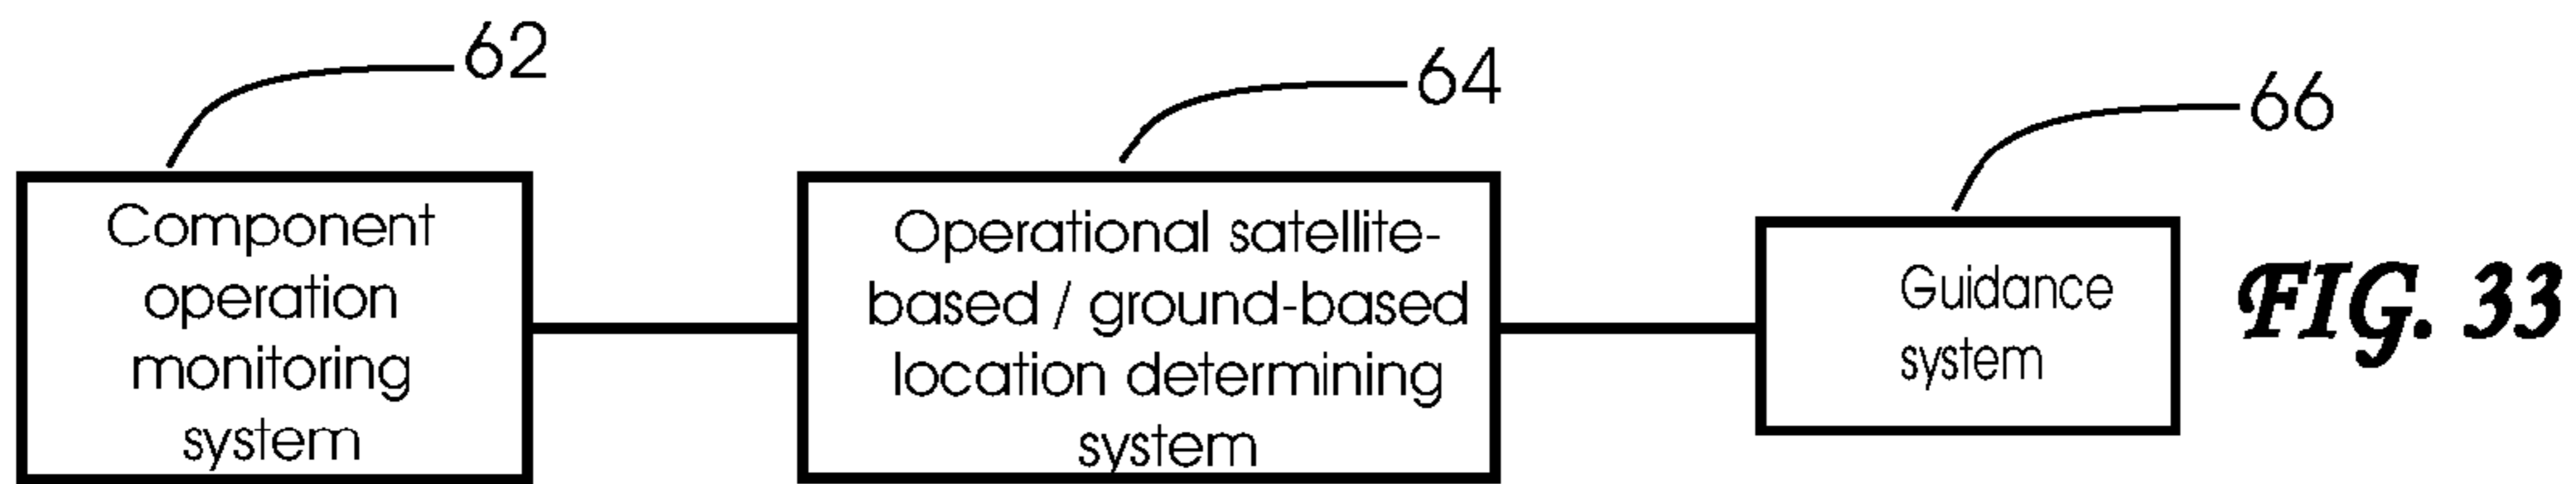 62
64
66
Component
operation
monitoring
system
Operational satellite-
based / ground-based
location determining
system
Guidance
system
FIG. 33